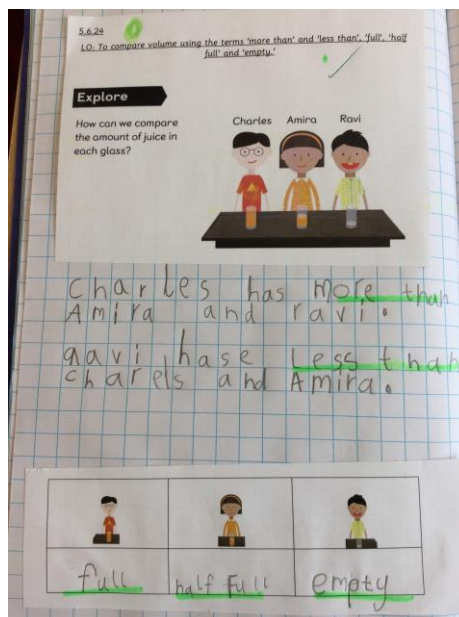 5.6.24
LO: To compare volume using the terms 'more than' and 'less than', 'full', 'half
full' and 'empty.'
Explore
How can we compare
the amount of juice in
each glass?
Charles Amira Ravi
Charles has more than
Amira and ravi.
ravi hase less than
charels and Amira.
full half full empty